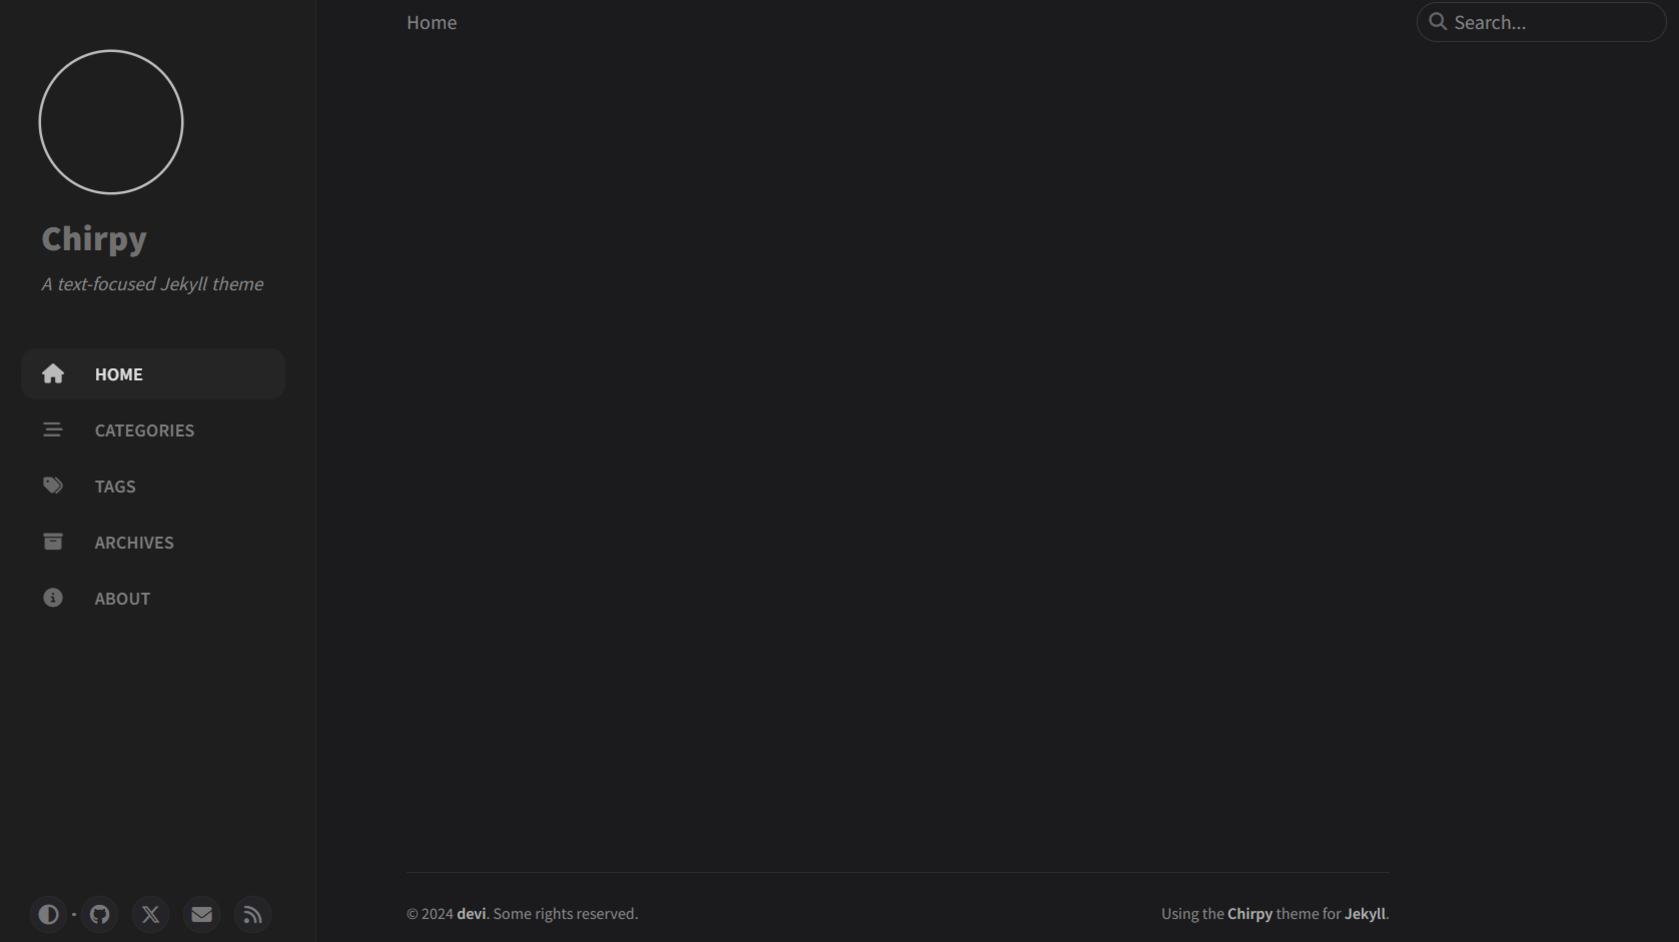 Home
Search...
Chirpy
A text-focused Jekyll theme
HOME
CATEGORIES
TAGS
ARCHIVES
ABOUT
© 2024 devi. Some rights reserved.
Using the Chirpy theme for Jekyll.